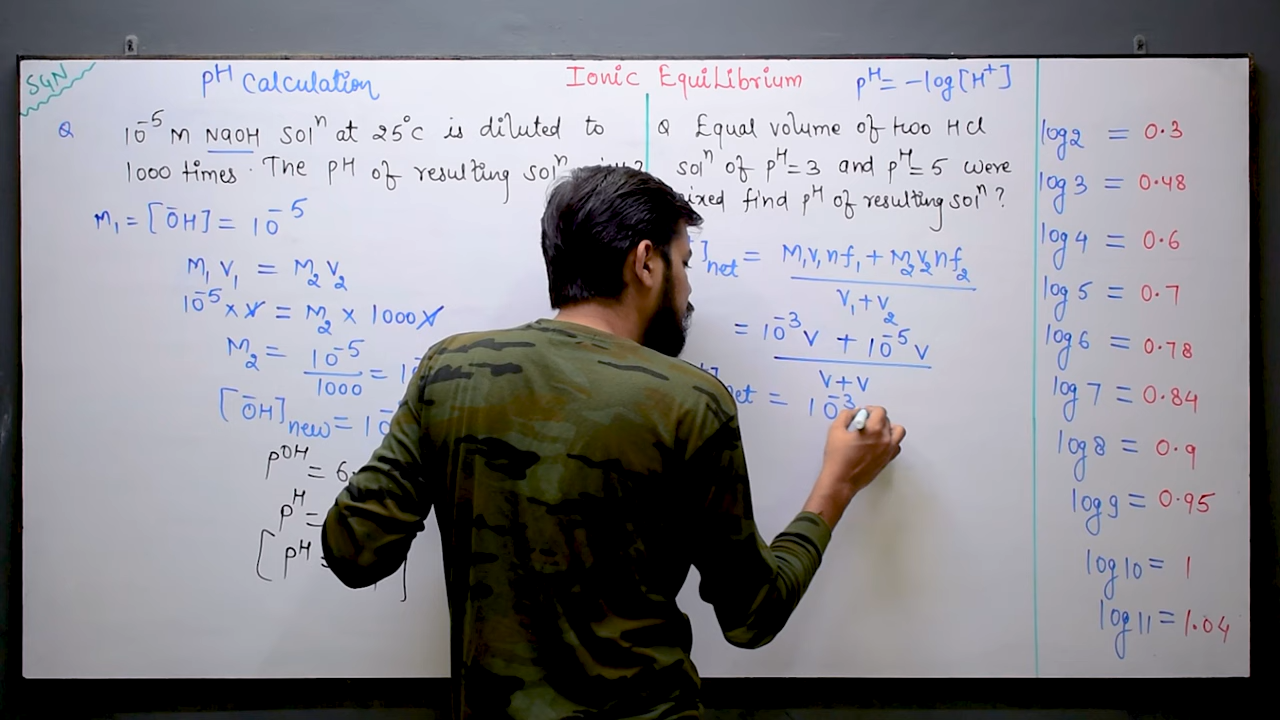 SGN
pH Calculation
Ionic Equilibrium
pH = -log[H⁺]
Q 10⁻⁵ M NaOH Solⁿ at 25°C is diluted to
1000 times. The pH of resulting solⁿ
M₁ = [ŌH] = 10⁻⁵
M₁V₁ = M₂V₂
10⁻⁵ × V = M₂ × 1000 V
M₂ = 10⁻⁵/1000 =
[ŌH]new =
pOH = 6.
pH =
[pH
Q Equal volume of two HCl
solⁿ of pH = 3 and pH = 5 were
find pH of resulting solⁿ?
]net = M₁V₁nf₁ + M₂V₂nf₂ / V₁+V₂
= 10⁻³V + 10⁻⁵V / V+V
]net = 10⁻³
log2 = 0.3
log3 = 0.48
log4 = 0.6
log5 = 0.7
log6 = 0.78
log7 = 0.84
log8 = 0.9
log9 = 0.95
log10 = 1
log11 = 1.04